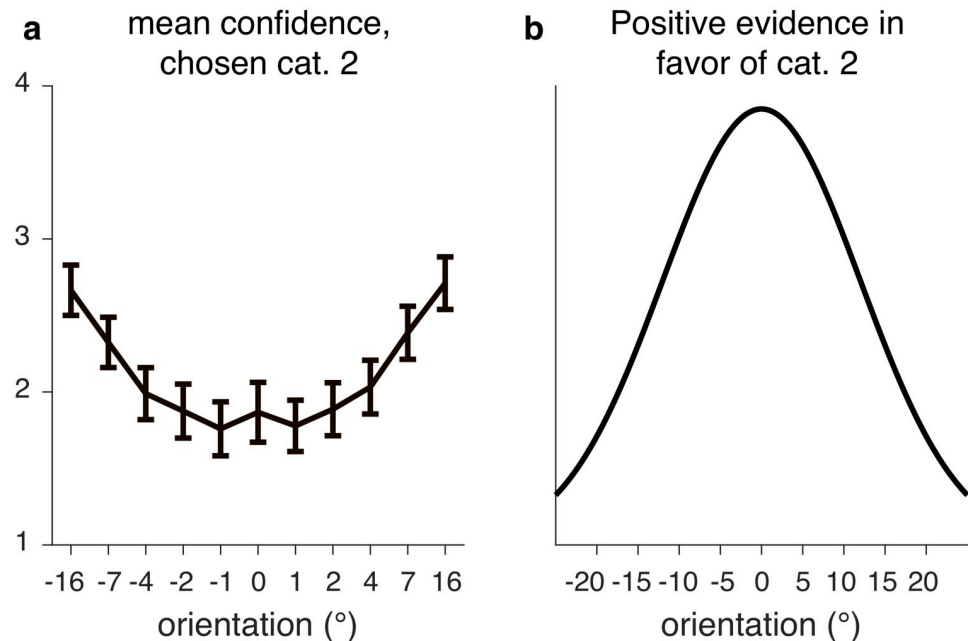 a
mean confidence,
chosen cat. 2
4
3
2
1
-16 -7 -4 -2 -1 0 1 2 4 7 16
orientation (°)
b
Positive evidence in
favor of cat. 2
-20 -15 -10 -5 0 5 10 15 20
orientation (°)